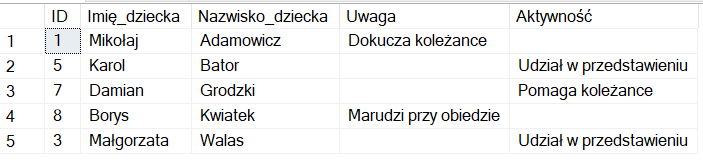 ID Imię_dziecka Nazwisko_dziecka Uwaga Aktywność
1 1 Mikołaj Adamowicz Dokucza koleżance
2 5 Karol Bator Udział w przedstawieniu
3 7 Damian Grodzki Pomaga koleżance
4 8 Borys Kwiatek Marudzi przy obiedzie
5 3 Małgorzata Walas Udział w przedstawieniu